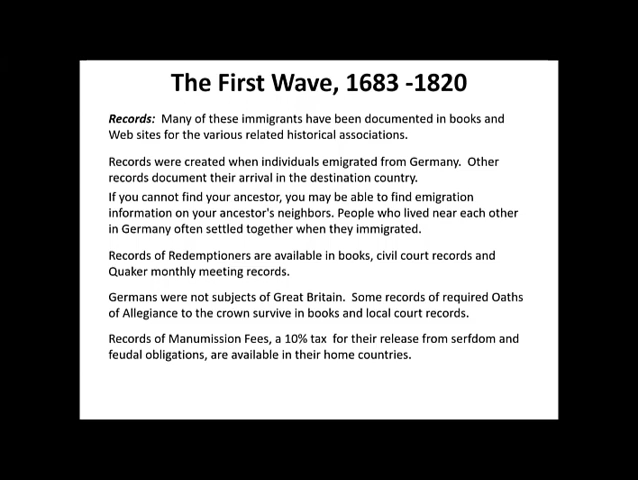 The First Wave, 1683 -1820
Records: Many of these immigrants have been documented in books and
Web sites for the various related historical associations.
Records were created when individuals emigrated from Germany. Other
records document their arrival in the destination country.
If you cannot find your ancestor, you may be able to find emigration
information on your ancestor's neighbors. People who lived near each other
in Germany often settled together when they immigrated.
Records of Redemptioners are available in books, civil court records and
Quaker monthly meeting records.
Germans were not subjects of Great Britain. Some records of required Oaths
of Allegiance to the crown survive in books and local court records.
Records of Manumission Fees, a 10% tax for their release from serfdom and
feudal obligations, are available in their home countries.